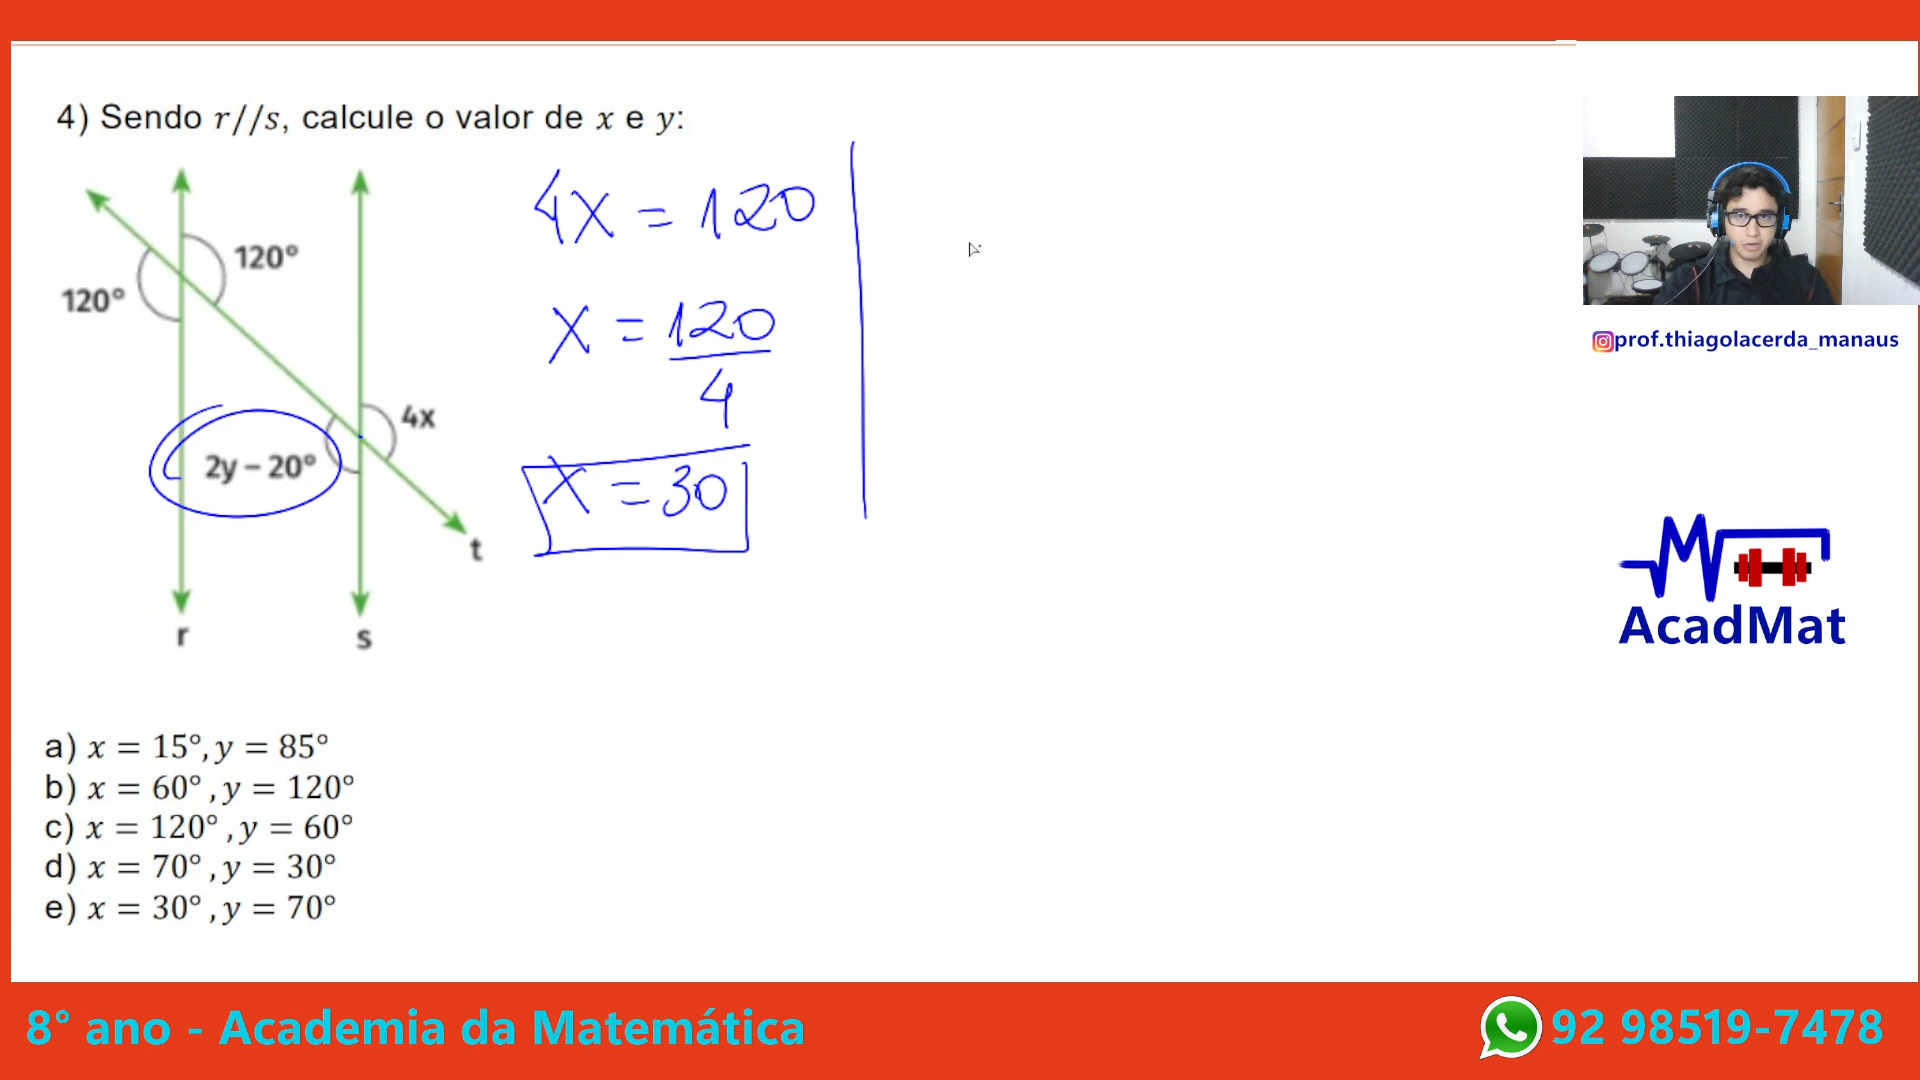 4) Sendo r//s, calcule o valor de x e y:
120°
120°
4x
2y – 20°
t
r
s
4X = 120
X = 120
4
X = 30
a) x = 15°, y = 85°
b) x = 60° , y = 120°
c) x = 120° , y = 60°
d) x = 70° , y = 30°
e) x = 30° , y = 70°
prof.thiagolacerda_manaus
AcadMat
8° ano - Academia da Matemática
92 98519-7478